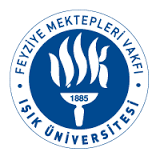 FEYZİYE MEKTEPLERİ VAKFI
1885
IŞIK ÜNİVERSİTESİ